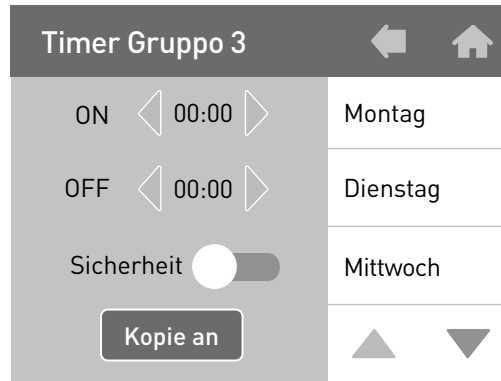 Timer Gruppo 3
ON 00:00
OFF 00:00
Sicherheit
Kopie an
Montag
Dienstag
Mittwoch